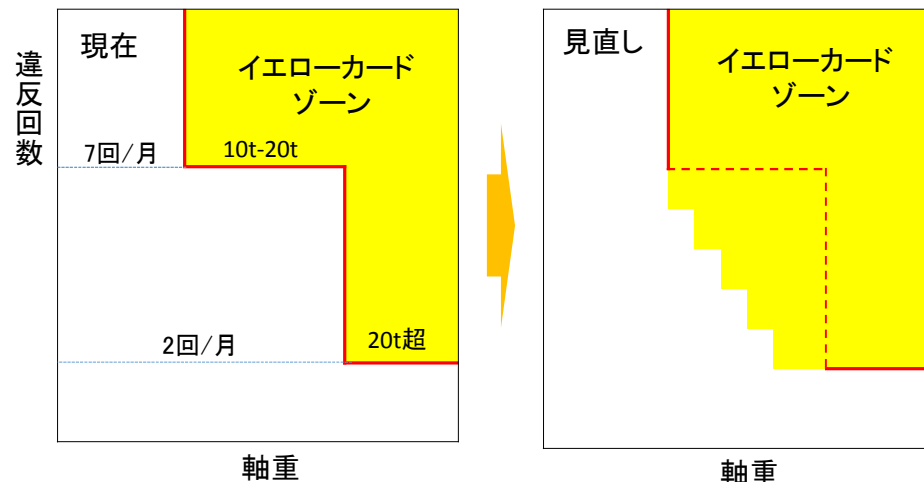 現在
違反回数
イエローカード
ゾーン
7回/月
10t-20t
2回/月
20t超
軸重
見直し
イエローカード
ゾーン
軸重